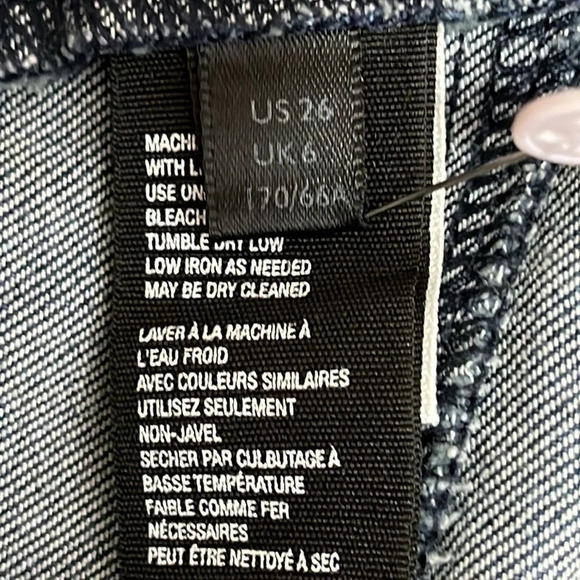 US 26
UK 6
170/66A
MACHI
WITH L
USE ON
BLEACH
TUMBLE DRY LOW
LOW IRON AS NEEDED
MAY BE DRY CLEANED
LAVER À LA MACHINE À
L'EAU FROID
AVEC COULEURS SIMILAIRES
UTILISEZ SEULEMENT
NON-JAVEL
SECHER PAR CULBUTAGE À
BASSE TEMPÉRATURE
FAIBLE COMME FER
NÉCESSAIRES
PEUT ÊTRE NETTOYÉ À SEC